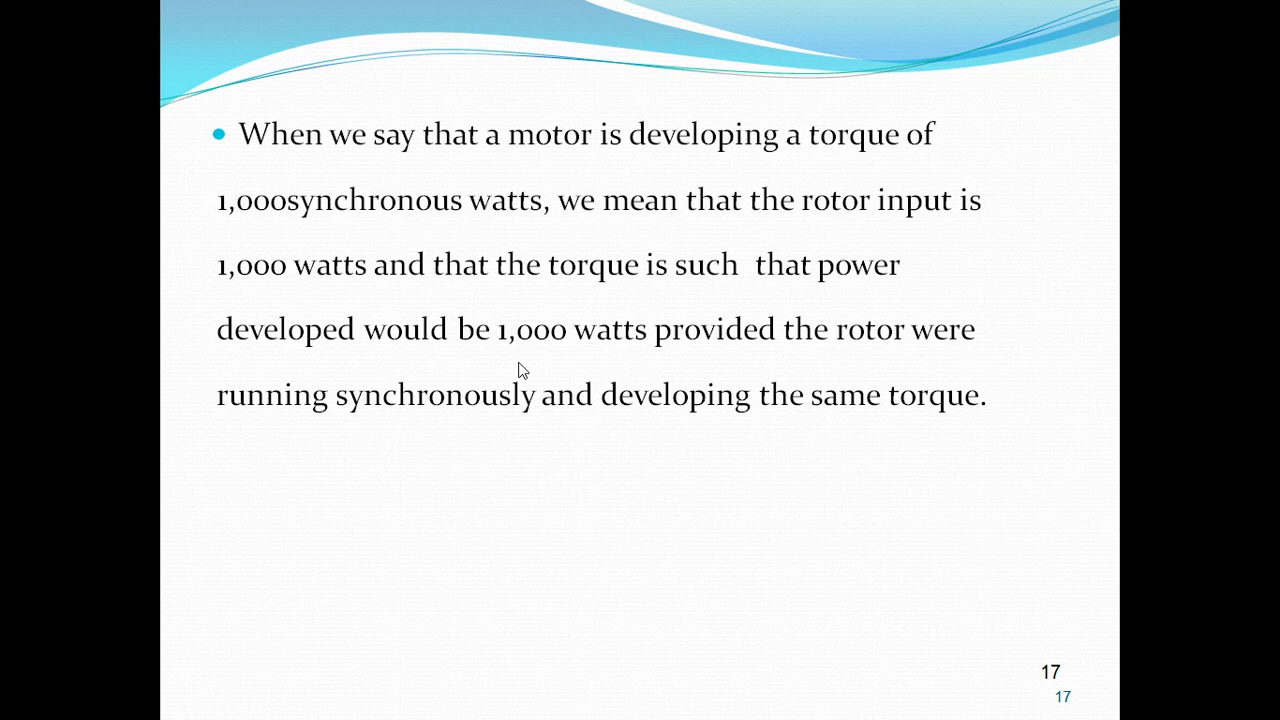 When we say that a motor is developing a torque of
1,000synchronous watts, we mean that the rotor input is
1,000 watts and that the torque is such  that power
developed would be 1,000 watts provided the rotor were
running synchronously and developing the same torque.
17
17